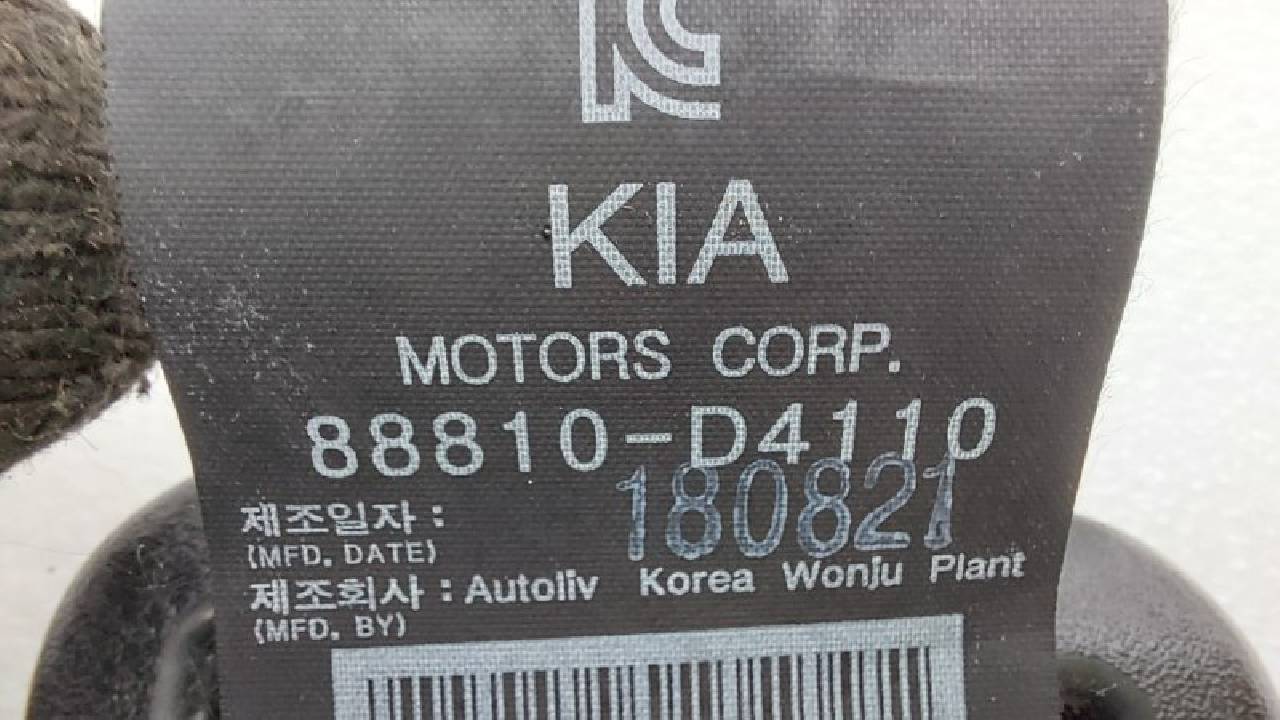 KIA
MOTORS CORP.
88810-D4110
제조일자 : 180821
(MFD. DATE)
제조회사 : Autoliv Korea Wonju Plant
(MFD. BY)